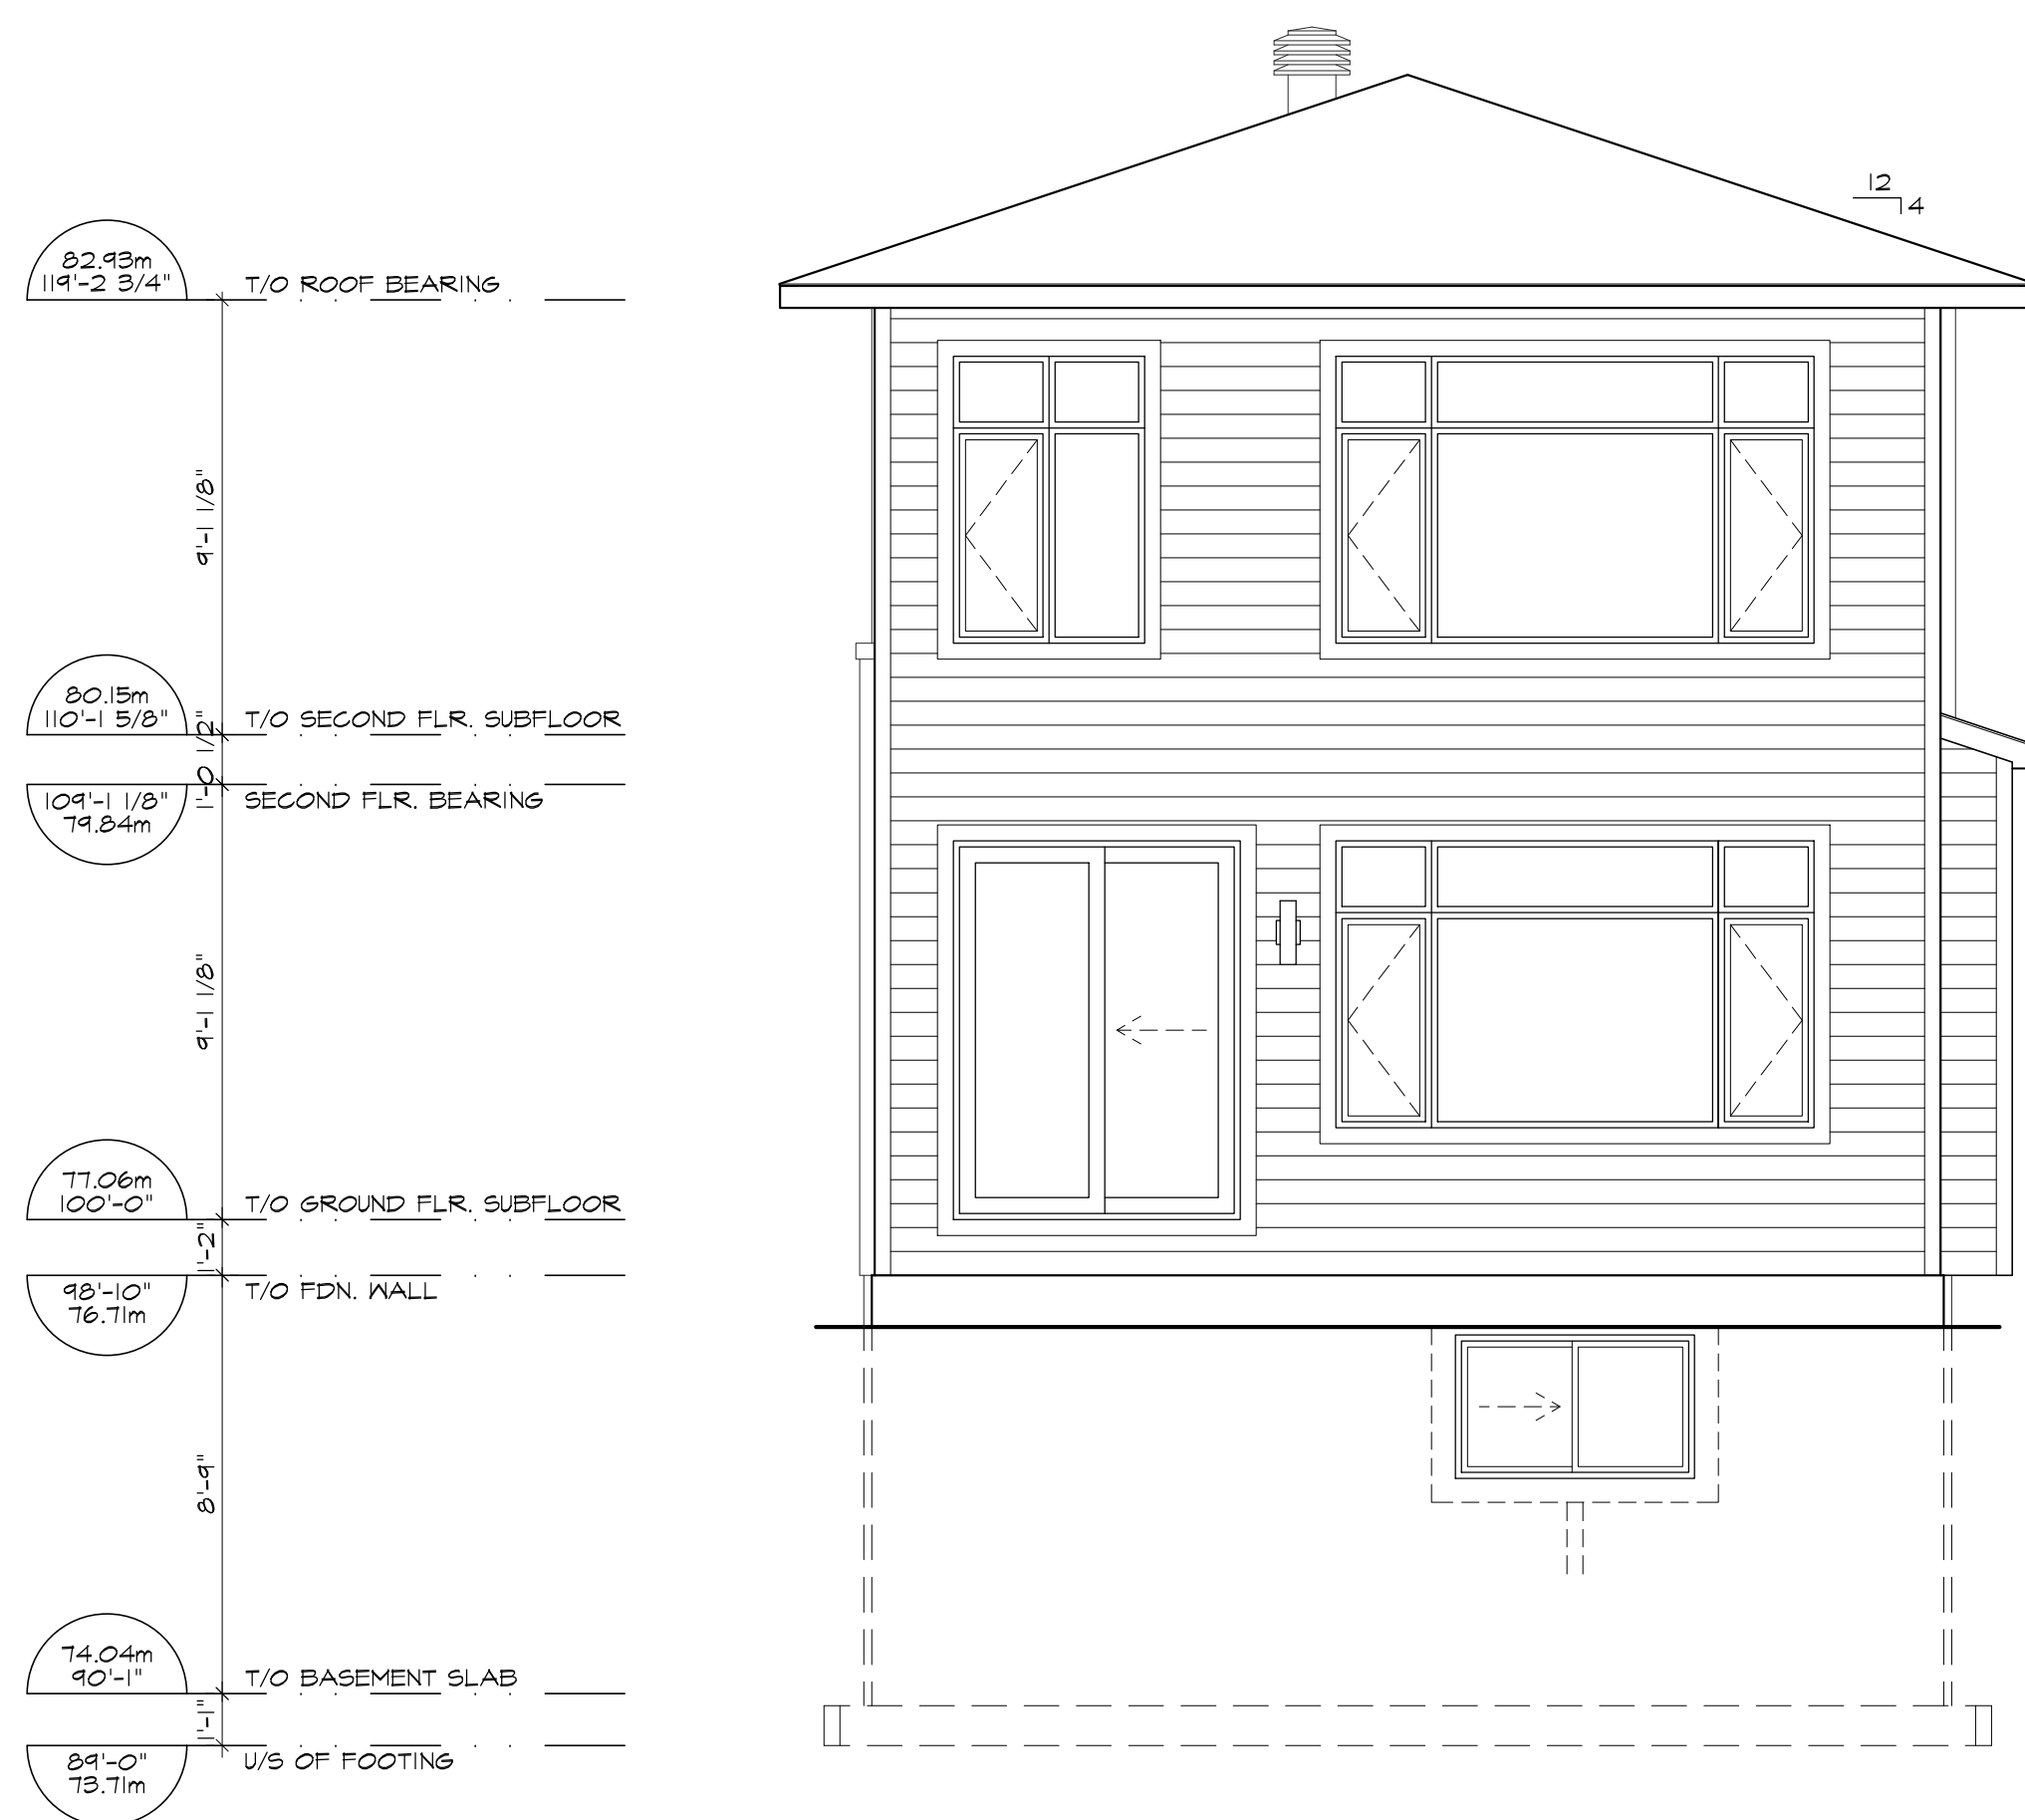 12
4
82.93m
119'-2 3/4"
T/O ROOF BEARING
9'-1 1/8"
80.15m
110'-1 5/8"
T/O SECOND FLR. SUBFLOOR
1'-0 1/2"
109'-1 1/8"
79.84m
SECOND FLR. BEARING
9'-1 1/8"
77.06m
100'-0"
T/O GROUND FLR. SUBFLOOR
1'-2"
98'-10"
76.71m
T/O FDN. WALL
8'-9"
74.04m
90'-1"
T/O BASEMENT SLAB
1'-1"
89'-0"
73.71m
U/S OF FOOTING